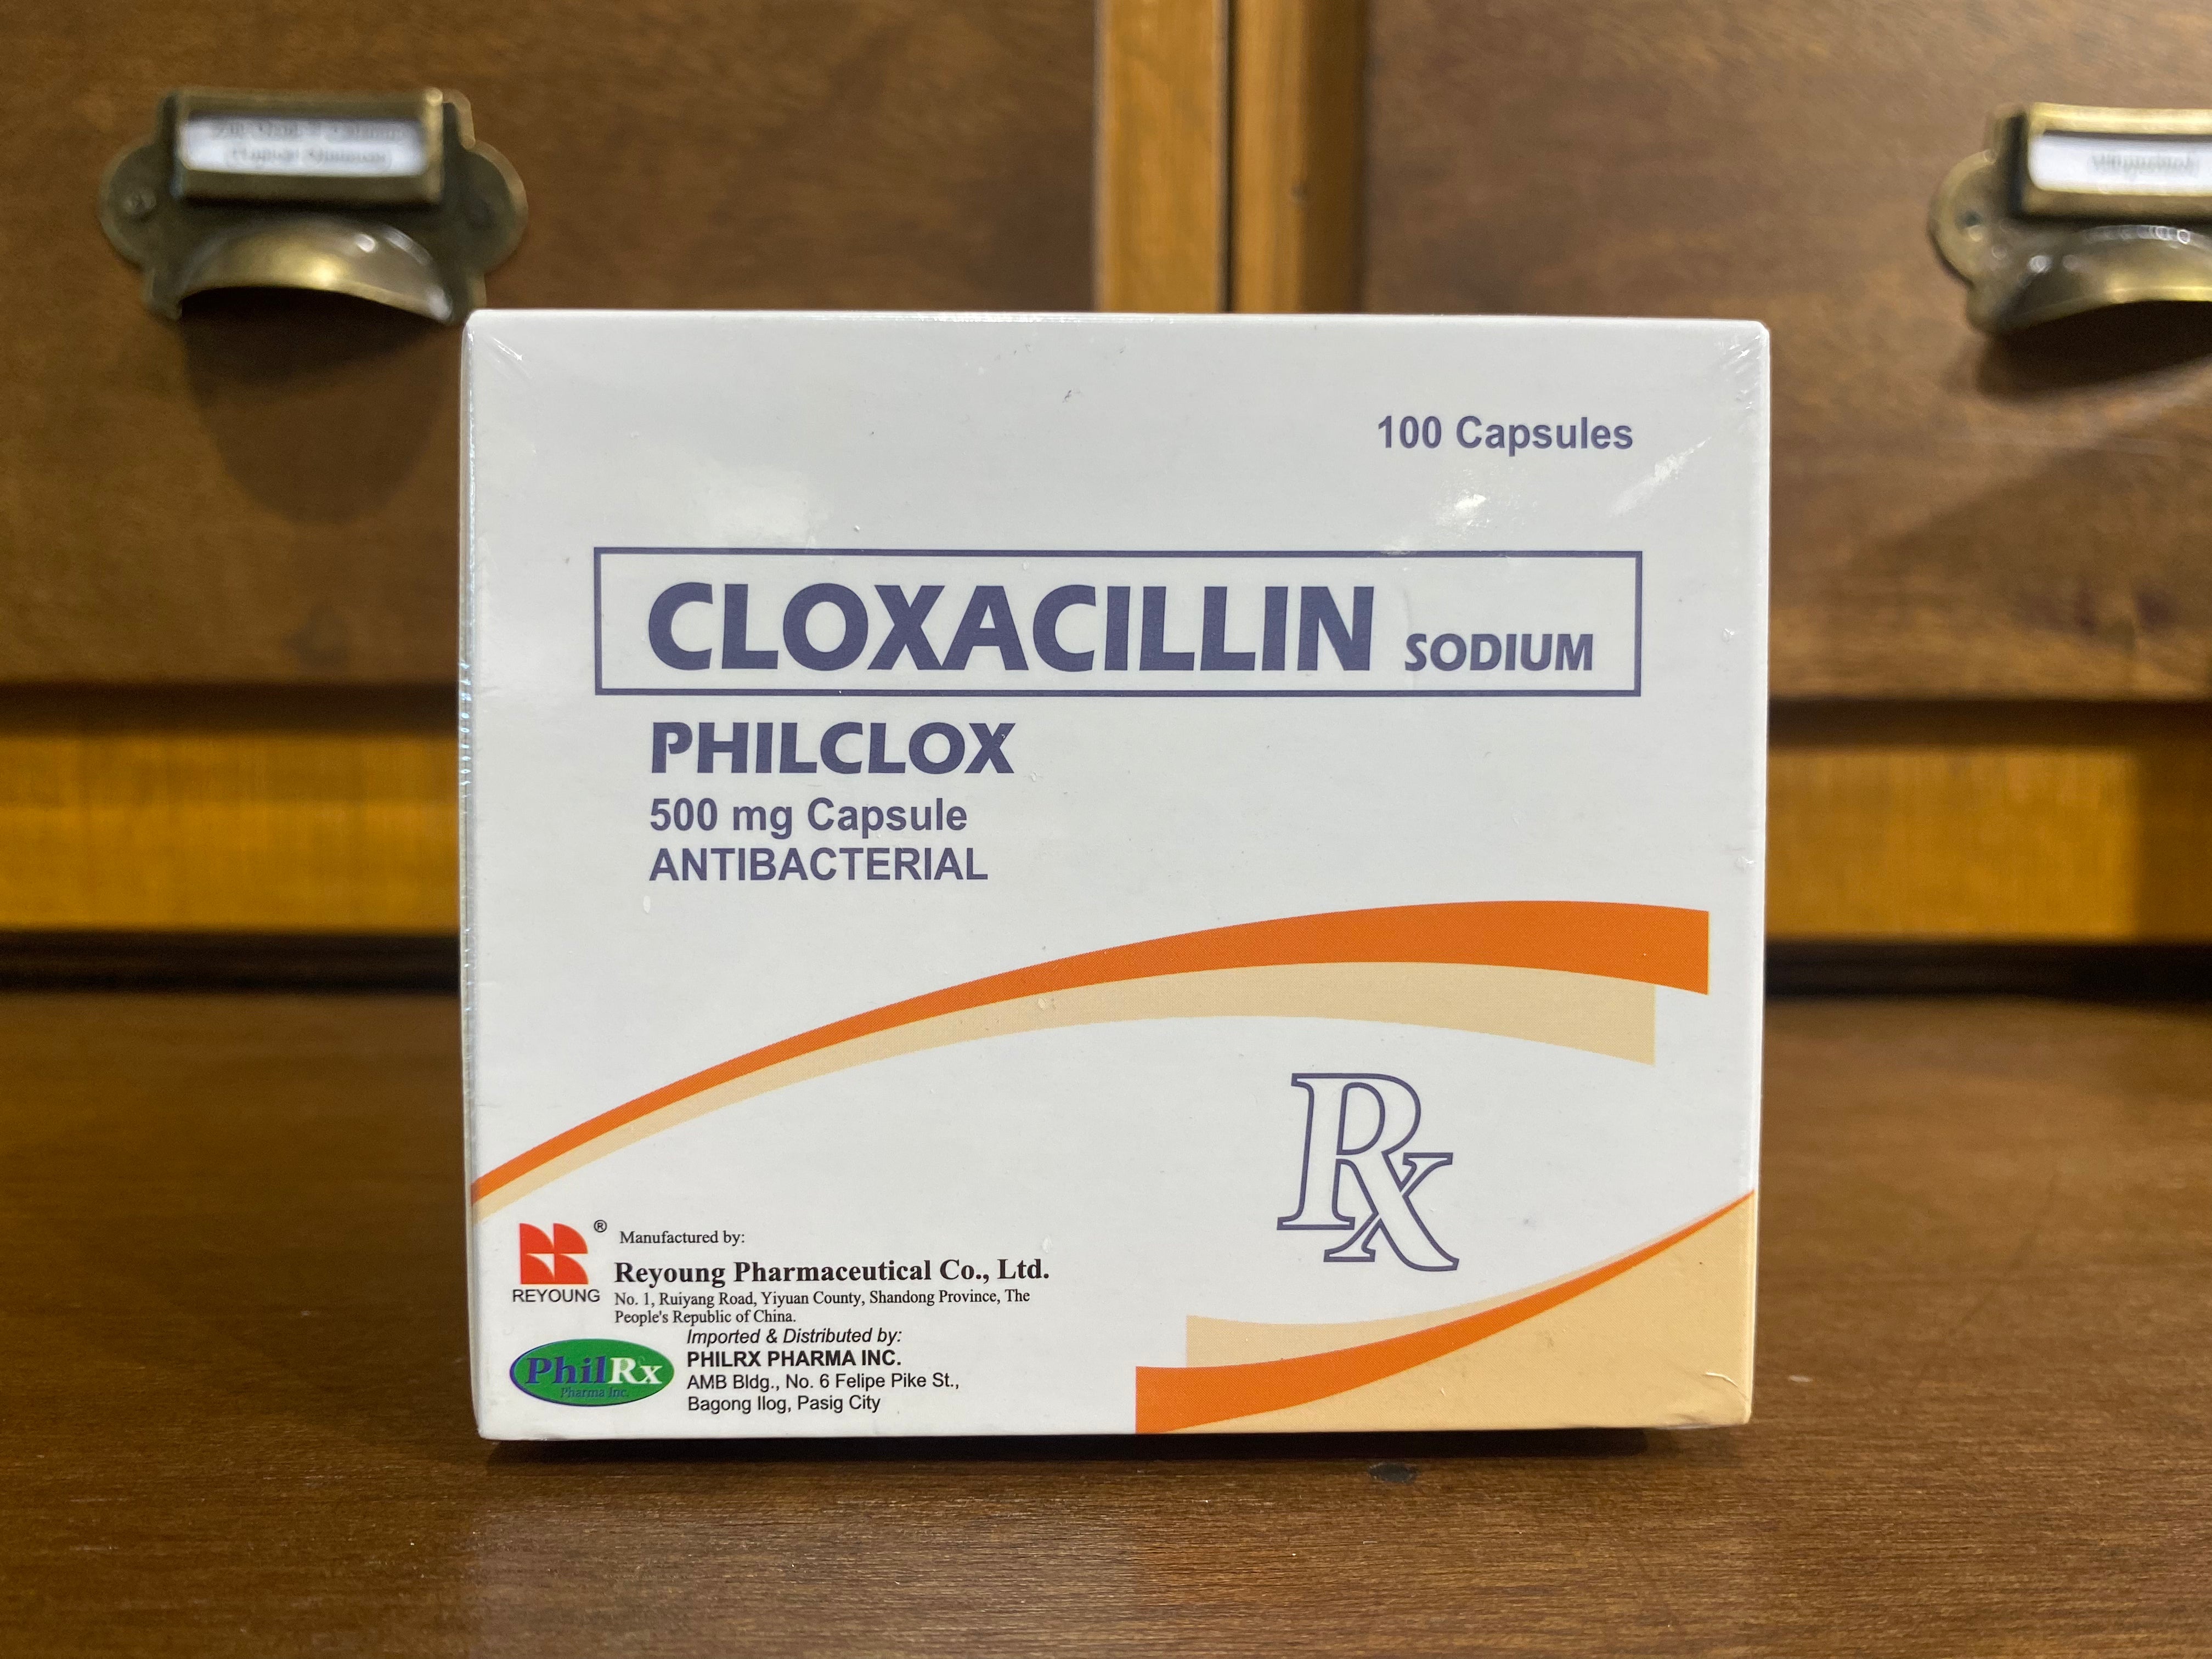 100 Capsules
CLOXACILLIN SODIUM
PHILCLOX
500 mg Capsule
ANTIBACTERIAL
Rx
®
Manufactured by:
Reyoung Pharmaceutical Co., Ltd.
REYOUNG
No. 1, Ruiyang Road, Yiyuan County, Shandong Province, The
People's Republic of China.
Imported & Distributed by:
PhilRx
Pharma Inc.
PHILRX PHARMA INC.
AMB Bldg., No. 6 Felipe Pike St.,
Bagong Ilog, Pasig City